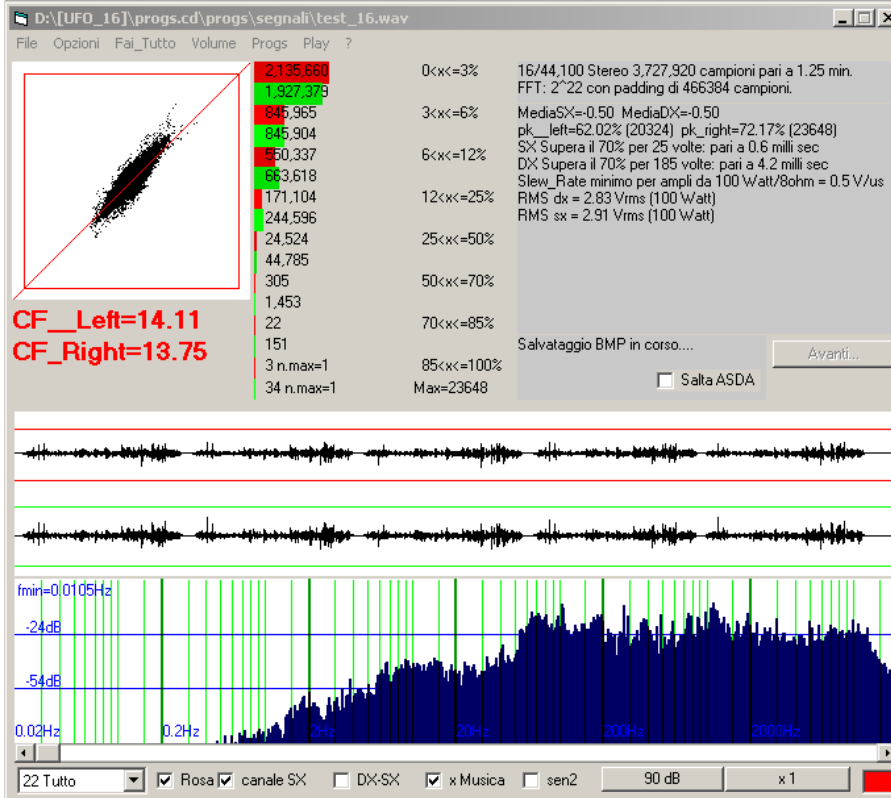 D:\[UFO_16]\progs.cd\progs\segnali\test_16.wav
File Opzioni Fai_Tutto Volume Progs Play ?
2,135,660 0<x<=3%
1,927,379
845,965 3<x<=6%
845,904
550,337 6<x<=12%
663,618
171,104 12<x<=25%
244,596
24,524 25<x<=50%
44,785
305 50<x<=70%
1,453
22 70<x<=85%
151
3 n.max=1 85<x<=100%
34 n.max=1 Max=23648
16/44,100 Stereo 3,727,920 campioni pari a 1.25 min.
FFT: 2^22 con padding di 466384 campioni.
MediaSX=-0.50 MediaDX=-0.50
pk__left=62.02% (20324) pk_right=72.17% (23648)
SX Supera il 70% per 25 volte: pari a 0.6 milli sec
DX Supera il 70% per 185 volte: pari a 4.2 milli sec
Slew_Rate minimo per ampli da 100 Watt/8ohm = 0.5 V/us
RMS dx = 2.83 Vrms (100 Watt)
RMS sx = 2.91 Vrms (100 Watt)
CF__Left=14.11
CF_Right=13.75
Salvataggio BMP in corso....
Avanti...
Salta ASDA
fmin=0.0105Hz
-24dB
-54dB
0.02Hz 0.2Hz 2Hz 20Hz 200Hz 2000Hz
22 Tutto Rosa canale SX DX-SX x Musica sen2 90 dB x 1